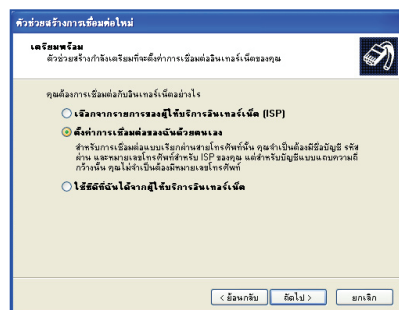 ตัวช่วยสร้างการเชื่อมต่อใหม่
เตรียมพร้อม
ตัวช่วยสร้างกำลังเตรียมที่จะตั้งค่าการเชื่อมต่ออินเทอร์เน็ตของคุณ
คุณต้องการเชื่อมต่อกับอินเทอร์เน็ตอย่างไร
เลือกจากรายการของผู้ให้บริการอินเทอร์เน็ต (ISP)
ตั้งค่าการเชื่อมต่อของฉันด้วยตนเอง
สำหรับการเชื่อมต่อแบบเรียกผ่านสายโทรศัพท์นั้น คุณจำเป็นต้องมีชื่อบัญชี รหัส
ผ่าน และหมายเลขโทรศัพท์สำหรับ ISP ของคุณ แต่สำหรับบัญชีแบบแถบความถี่
กว้างนั้น คุณไม่จำเป็นต้องมีหมายเลขโทรศัพท์
ใช้ซีดีที่ฉันได้จากผู้ให้บริการอินเทอร์เน็ต
< ย้อนกลับ
ถัดไป >
ยกเลิก